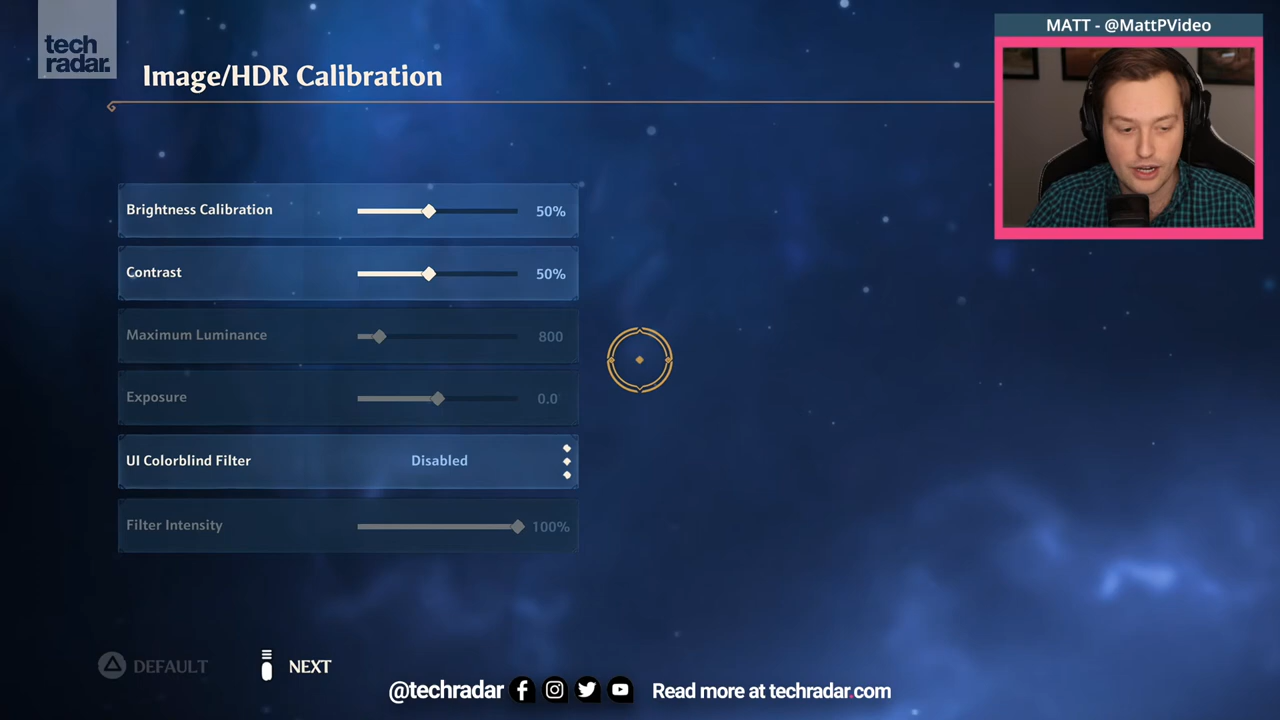 tech
radar.
MATT - @MattPVideo
Image/HDR Calibration
Brightness Calibration 50%
Contrast 50%
Maximum Luminance 800
Exposure 0.0
UI Colorblind Filter Disabled
Filter Intensity 100%
DEFAULT NEXT
@techradar Read more at techradar.com